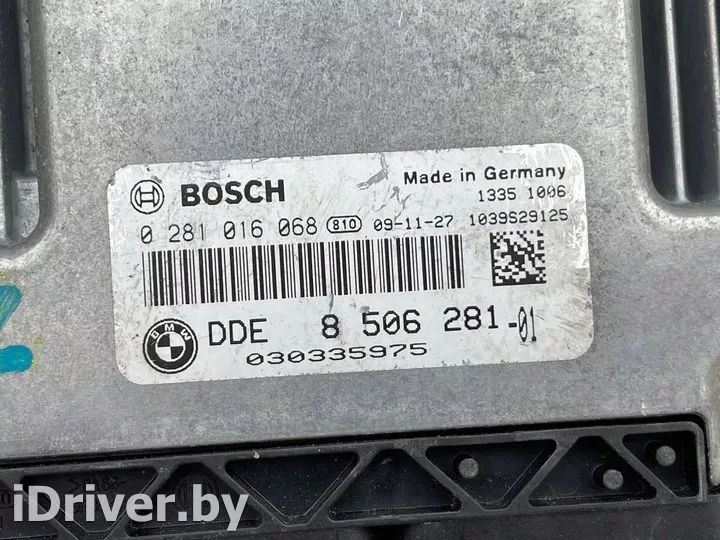 BOSCH
Made in Germany
1335 1006
0 281 016 068 810 09-11-27 1039S29125
BMW
DDE 8 506 281-01
030335975
iDriver.by